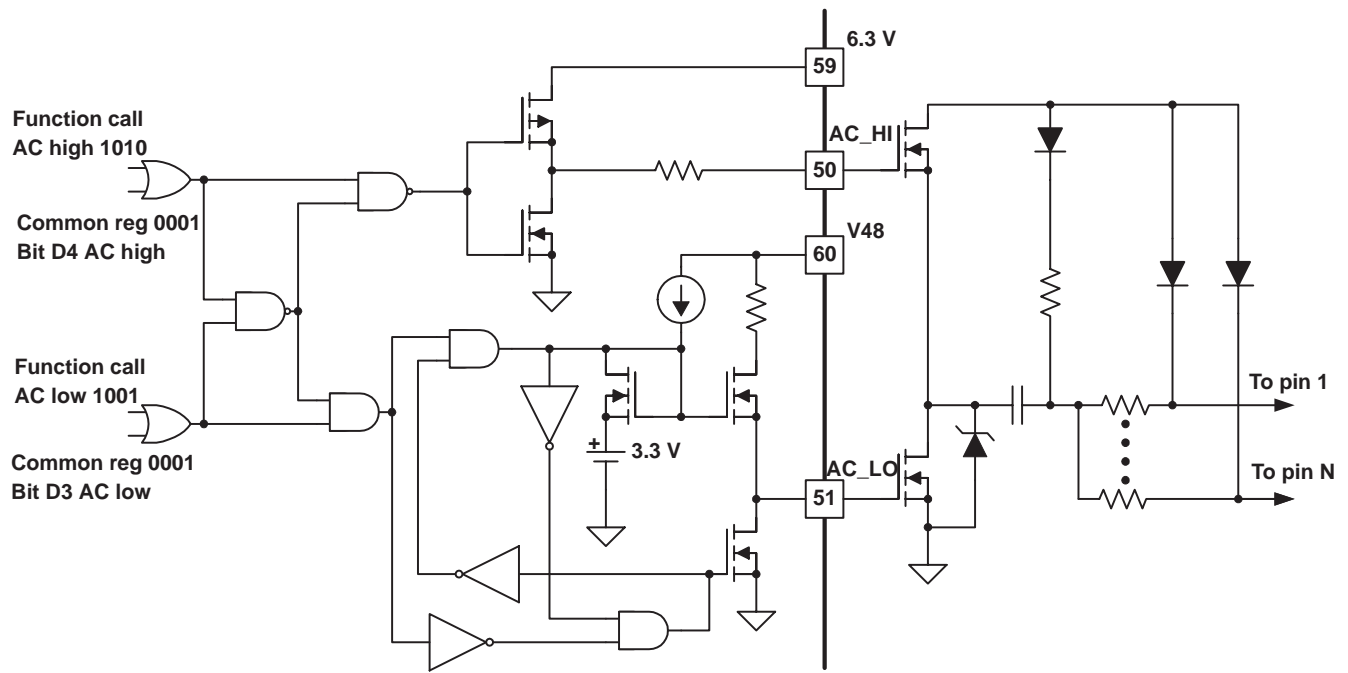 6.3 V
59
Function call
AC high 1010
AC_HI
50
Common reg 0001
Bit D4 AC high
V48
60
Function call
AC low 1001
To pin 1
+
3.3 V
Common reg 0001
Bit D3 AC low
AC_LO
51
To pin N